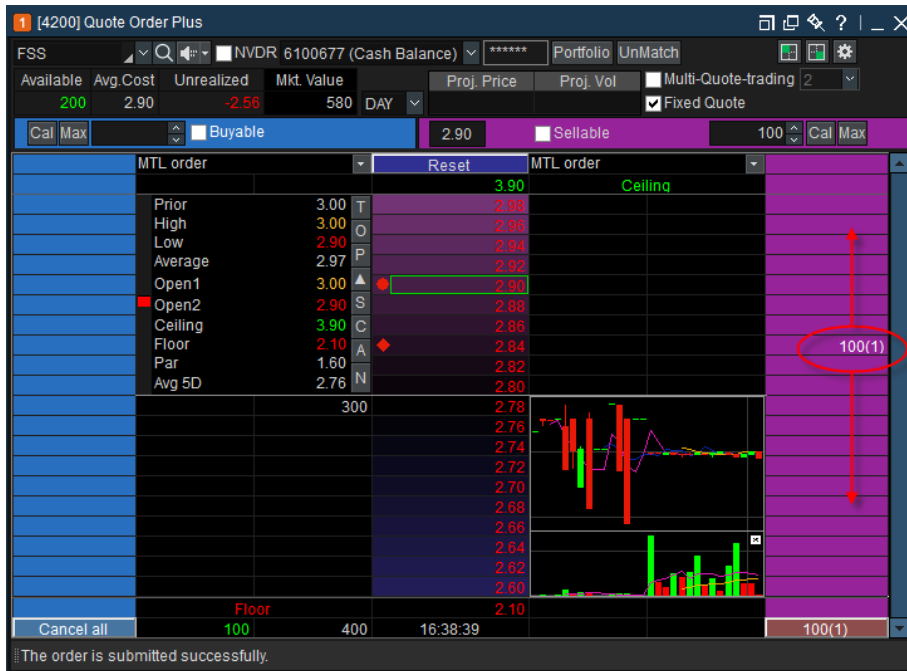 1 [4200] Quote Order Plus
FSS NVDR 6100677 (Cash Balance) ****** Portfolio UnMatch
Available Avg.Cost Unrealized Mkt. Value Proj. Price Proj. Vol Multi-Quote-trading 2
200 2.90 -2.56 580 DAY Fixed Quote
Cal Max Buyable 2.90 Sellable 100 Cal Max
MTL order Reset MTL order
3.90 Ceiling
Prior 3.00 T 2.98
High 3.00 O 2.96
Low 2.90 2.94
Average 2.97 P 2.92
Open1 3.00 ▲ 2.90
Open2 2.90 S 2.88
Ceiling 3.90 C 2.86
Floor 2.10 A 2.84 100(1)
Par 1.60 2.82
Avg 5D 2.76 N 2.80
300 2.78
2.76
2.74
2.72
2.70
2.68
2.66
2.64
2.62
2.60
Floor 2.10
Cancel all 100 400 16:38:39 100(1)
The order is submitted successfully.